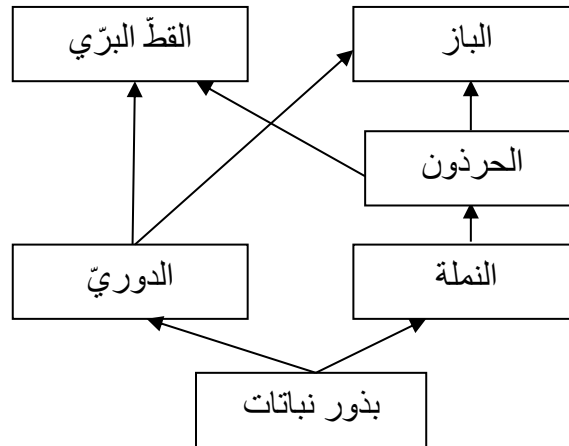 الباز
القطّ البرّي
الحرذون
النملة
الدوريّ
بذور نباتات